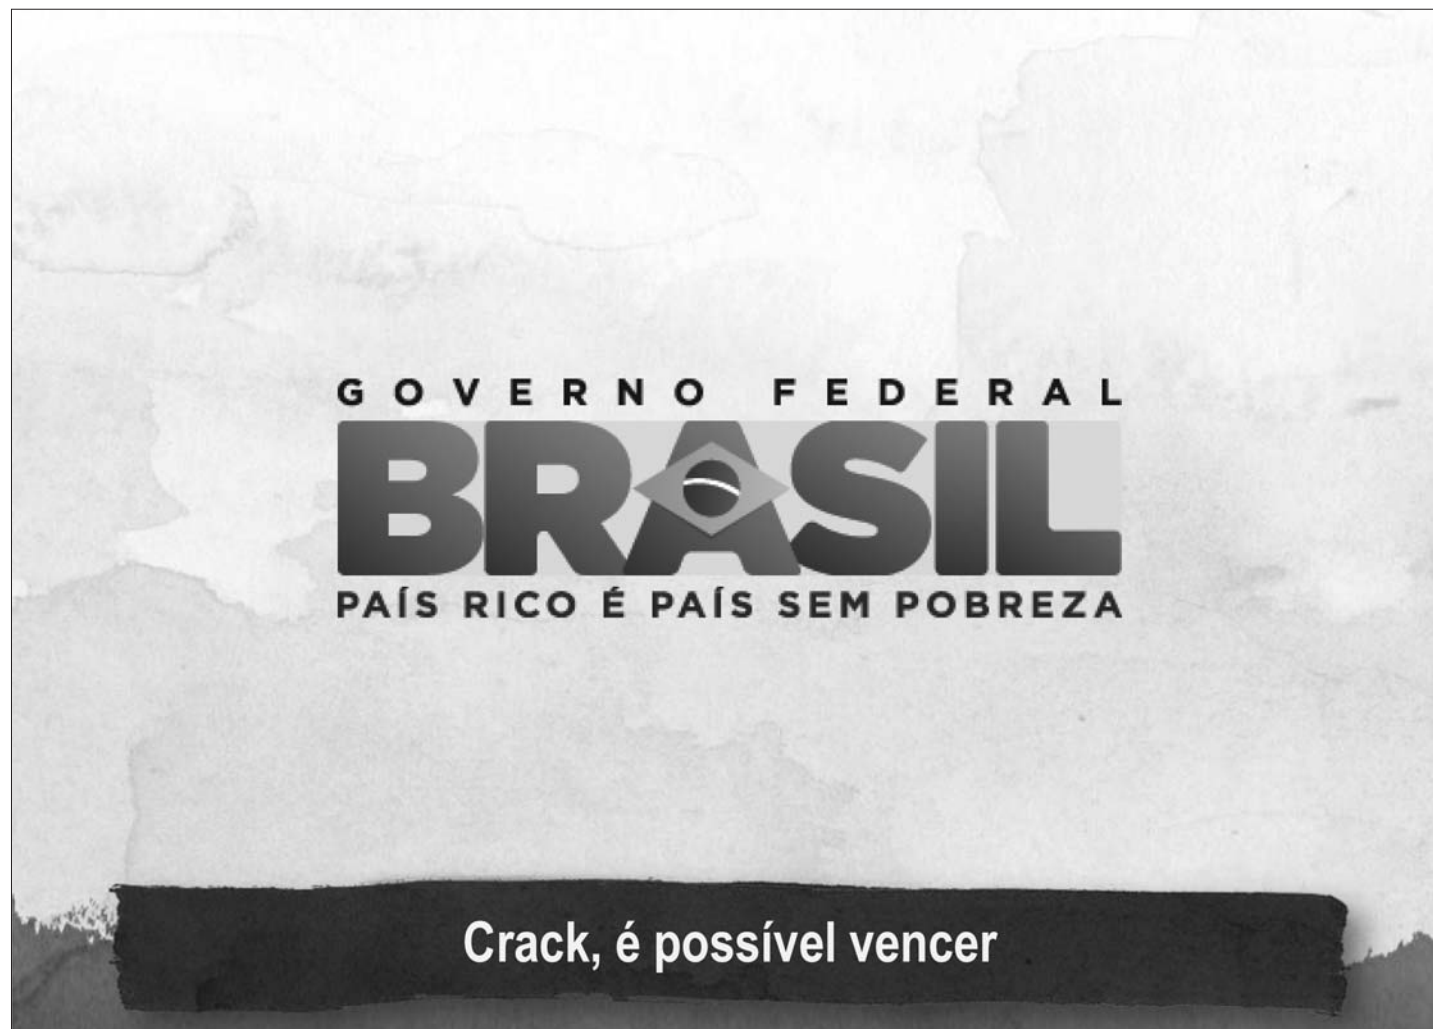 GOVERNO FEDERAL
BRASIL
PAÍS RICO É PAÍS SEM POBREZA
Crack, é possível vencer